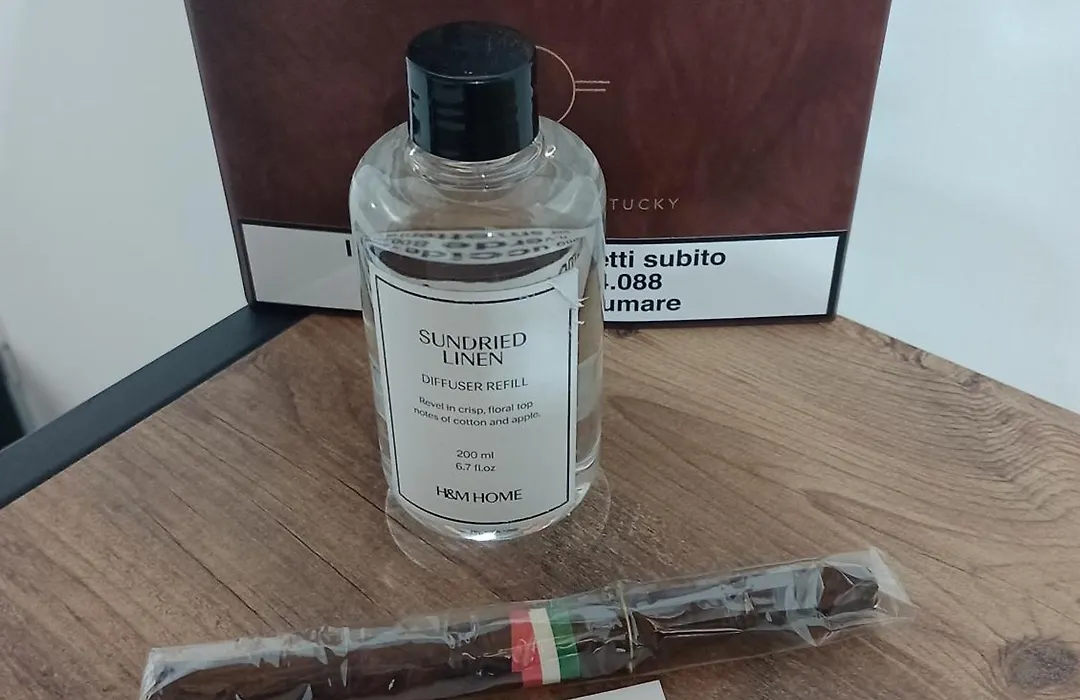 TUCKY
etti subito
.088
umare
SUNDRIED
LINEN
DIFFUSER REFILL
Revel in crisp, floral top
notes of cotton and apple.
200 ml
6.7 fl.oz
H&M HOME